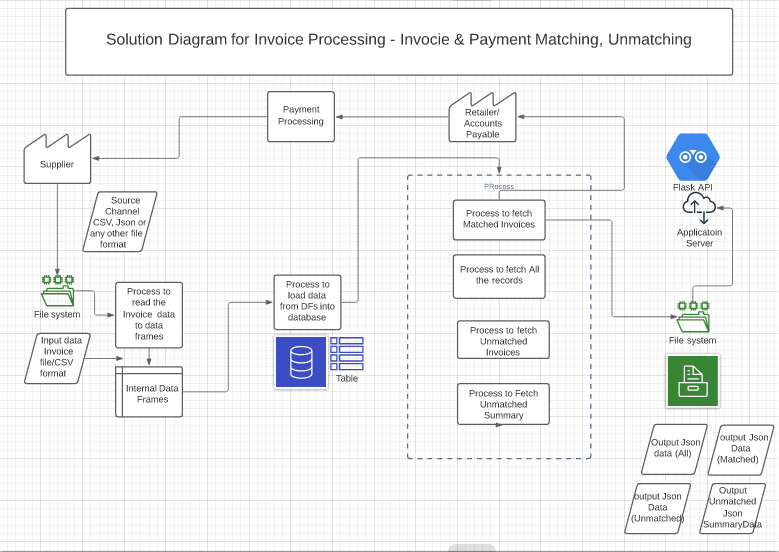 Solution Diagram for Invoice Processing - Invocie & Payment Matching, Unmatching
Payment
Processing
Retailer/
Accounts
Payable
Supplier
Flask API
PRocess
Source
Channel
CSV, Json or
any other file
format
Process to fetch
Matched Invoices
Applicatoin
Server
Process to fetch All
the records
File system
Process to
read the
Invoice data
to data
frames
Process to
load data
from DFs into
database
File system
Input data
Invoice
file/CSV
format
Process to fetch
Unmatched
Invoices
Table
Internal Data
Frames
Process to Fetch
Unmatched
Summary
Output Json
data (All)
output Json
Data
(Matched)
output Json
Data
(Unmatched)
Output
Unmatched
Json
SummaryData